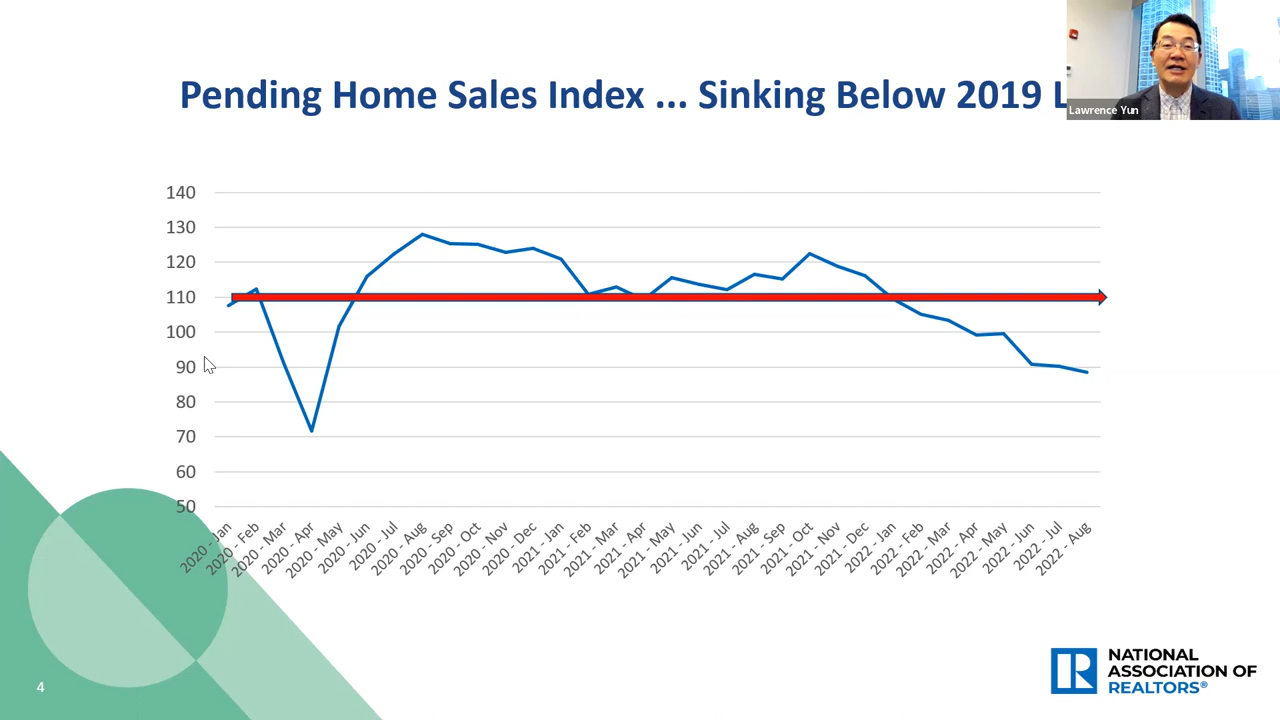 Pending Home Sales Index ... Sinking Below 2019 L
Lawrence Yun
140
130
120
110
100
90
80
70
60
50
2020 - Jan
2020 - Feb
2020 - Mar
2020 - Apr
2020 - May
2020 - Jun
2020 - Jul
2020 - Aug
2020 - Sep
2020 - Oct
2020 - Nov
2020 - Dec
2021 - Jan
2021 - Feb
2021 - Mar
2021 - Apr
2021 - May
2021 - Jun
2021 - Jul
2021 - Aug
2021 - Sep
2021 - Oct
2021 - Nov
2021 - Dec
2022 - Jan
2022 - Feb
2022 - Mar
2022 - Apr
2022 - May
2022 - Jun
2022 - Jul
2022 - Aug
4
NATIONAL
ASSOCIATION OF
REALTORS®